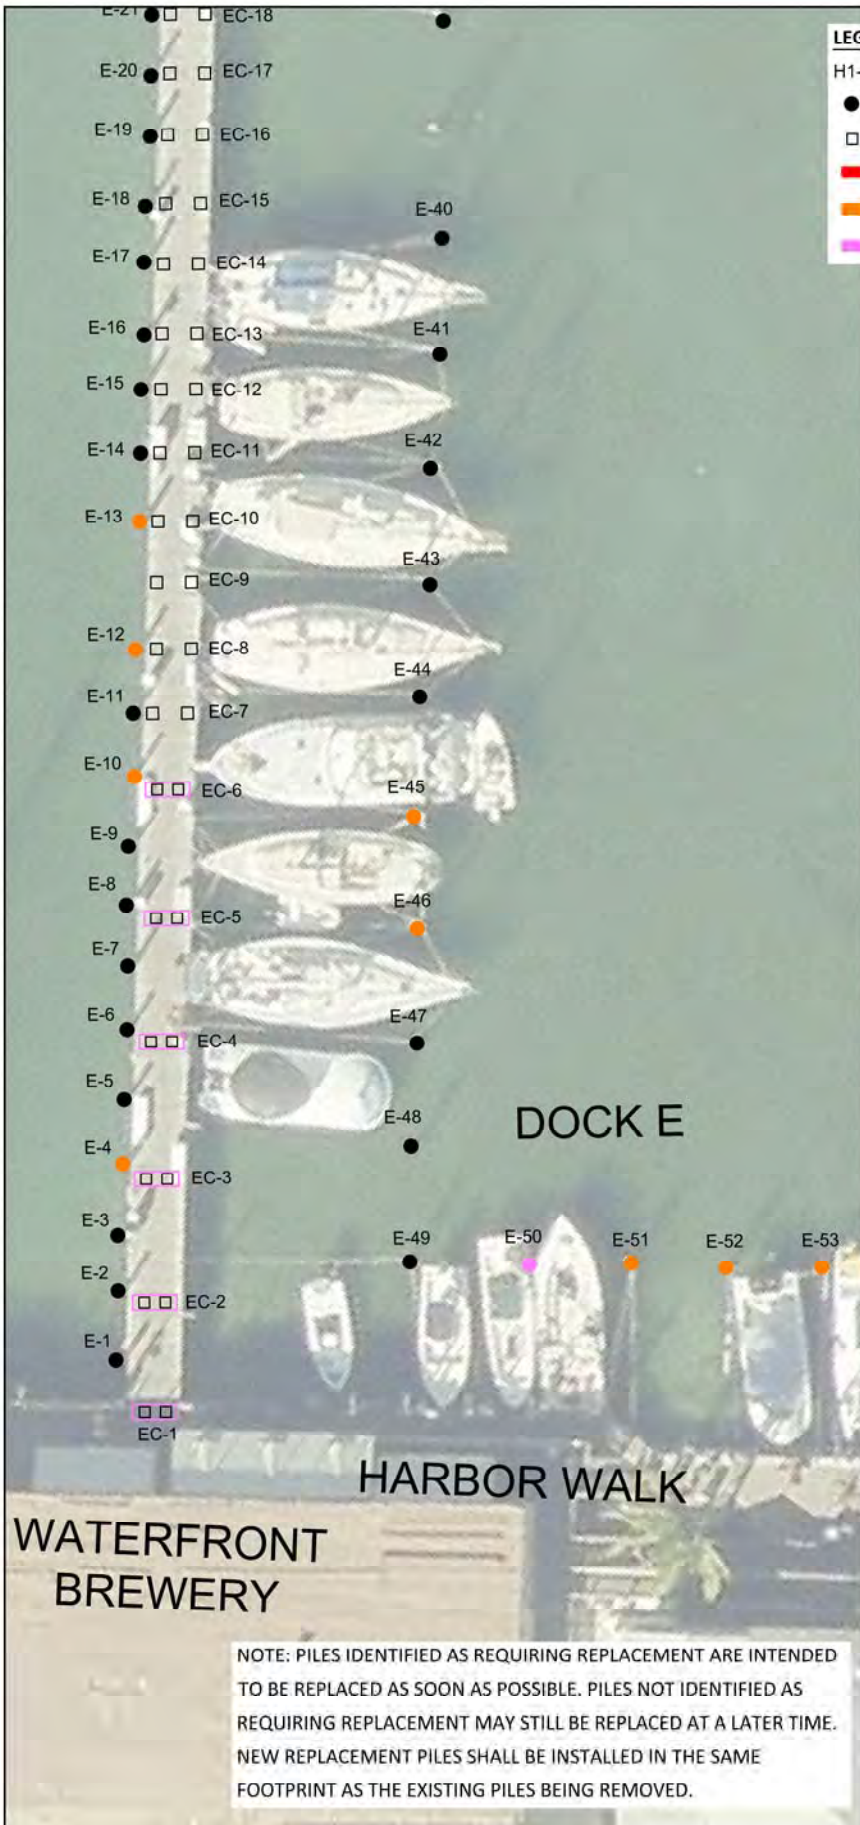 E-21 EC-18
LEG
E-20 EC-17
H1-
E-19 EC-16
E-18 EC-15
E-40
E-17 EC-14
E-16 EC-13
E-41
E-15 EC-12
E-14 EC-11
E-42
E-13 EC-10
E-43
EC-9
E-12 EC-8
E-44
E-11 EC-7
E-10 EC-6
E-45
E-9
E-8 EC-5
E-46
E-7
E-6 EC-4
E-47
E-5
E-48
DOCK E
E-4 EC-3
E-3
E-49 E-50 E-51 E-52 E-53
E-2 EC-2
E-1
EC-1
HARBOR WALK
WATERFRONT
BREWERY
NOTE: PILES IDENTIFIED AS REQUIRING REPLACEMENT ARE INTENDED
TO BE REPLACED AS SOON AS POSSIBLE. PILES NOT IDENTIFIED AS
REQUIRING REPLACEMENT MAY STILL BE REPLACED AT A LATER TIME.
NEW REPLACEMENT PILES SHALL BE INSTALLED IN THE SAME
FOOTPRINT AS THE EXISTING PILES BEING REMOVED.